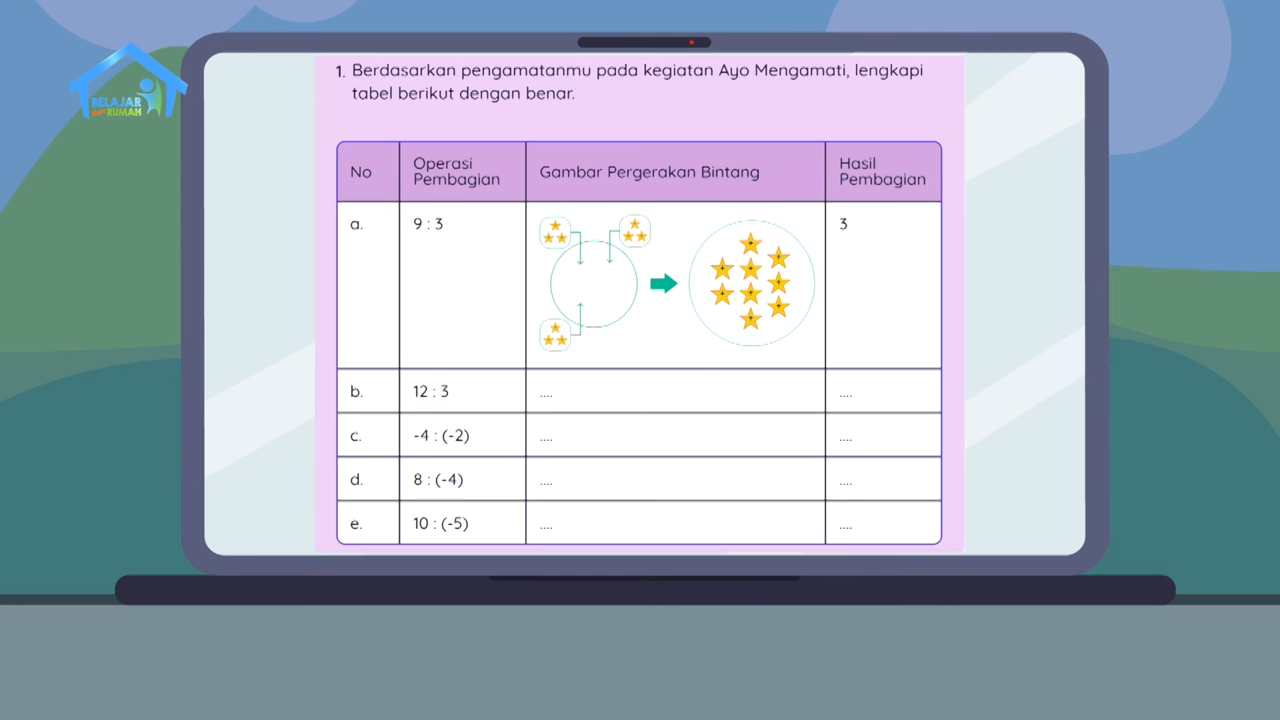 BELAJAR
dari RUMAH
1. Berdasarkan pengamatanmu pada kegiatan Ayo Mengamati, lengkapi
tabel berikut dengan benar.
No
Operasi
Pembagian
Gambar Pergerakan Bintang
Hasil
Pembagian
a.
9 : 3
3
b.
12 : 3
....
....
c.
-4 : (-2)
....
....
d.
8 : (-4)
....
....
e.
10 : (-5)
....
....